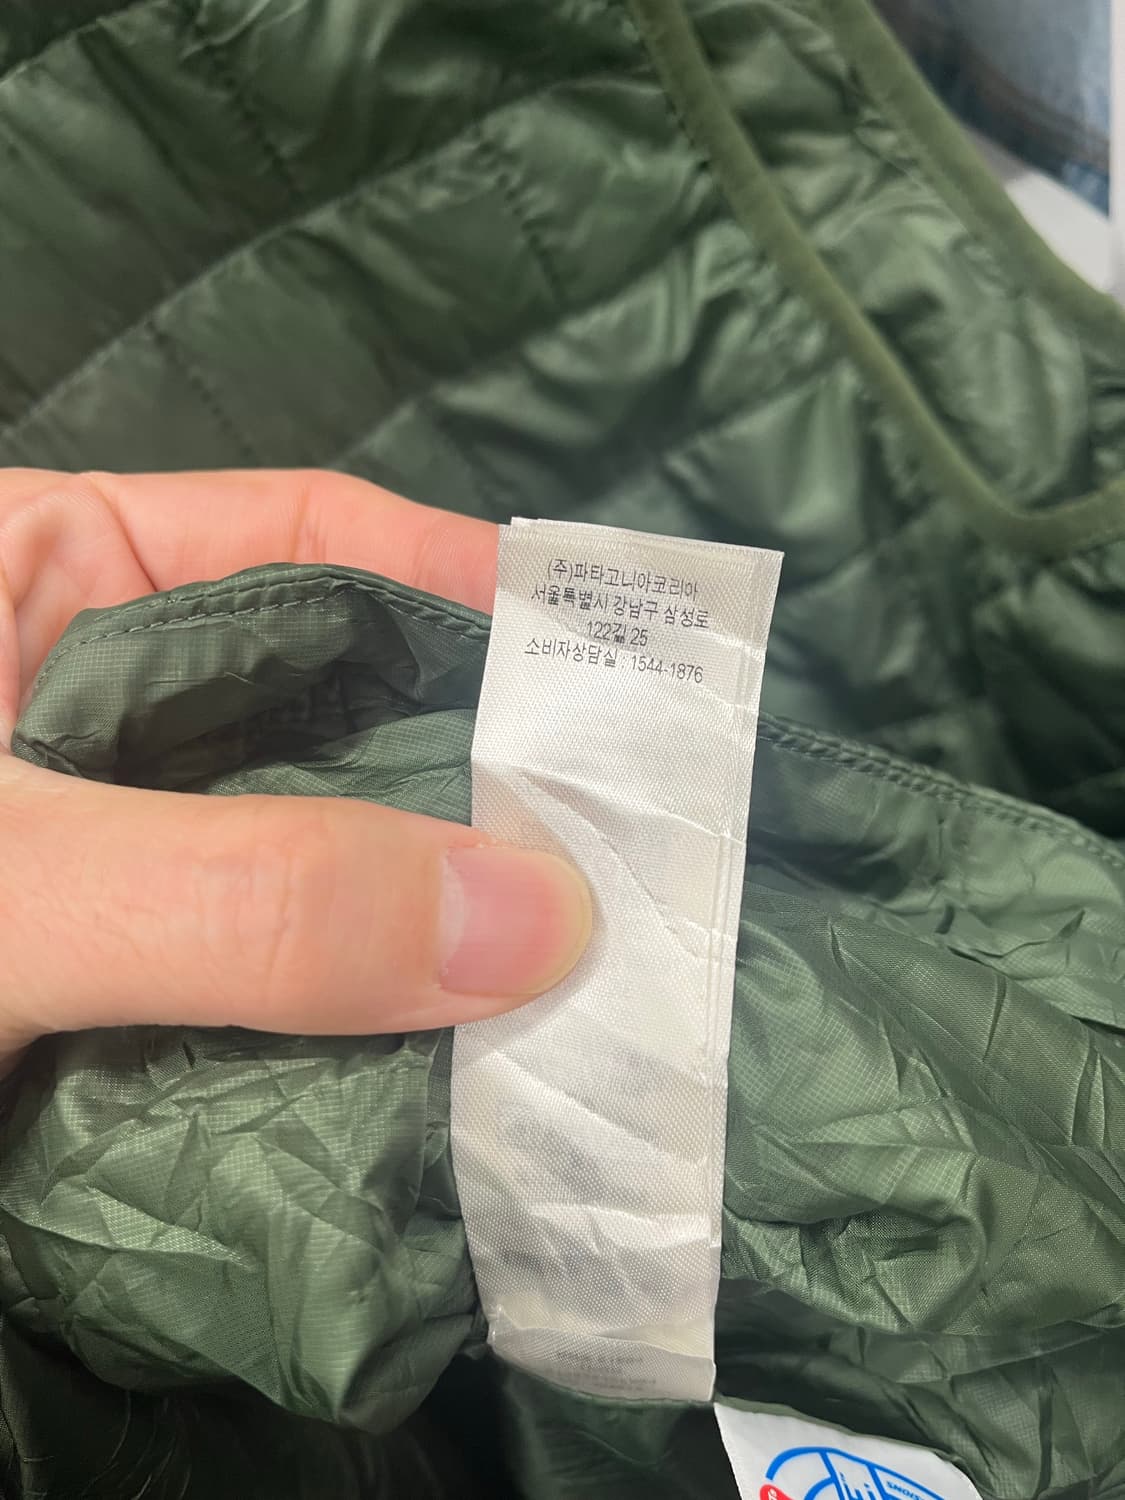 (주)파타고니아코리아
서울특별시 강남구 삼성로
122길 25
소비자상담실 : 1544-1876